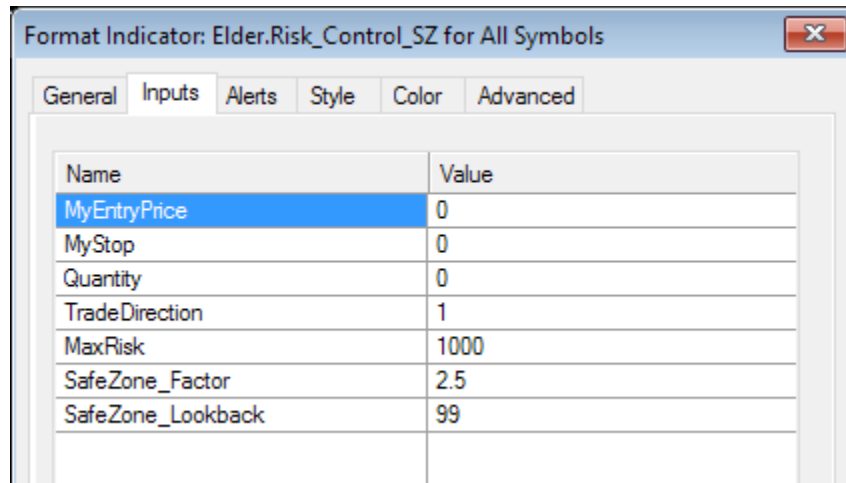 Format Indicator: Elder.Risk_Control_SZ for All Symbols
General Inputs Alerts Style Color Advanced
Name Value
MyEntryPrice 0
MyStop 0
Quantity 0
TradeDirection 1
MaxRisk 1000
SafeZone_Factor 2.5
SafeZone_Lookback 99